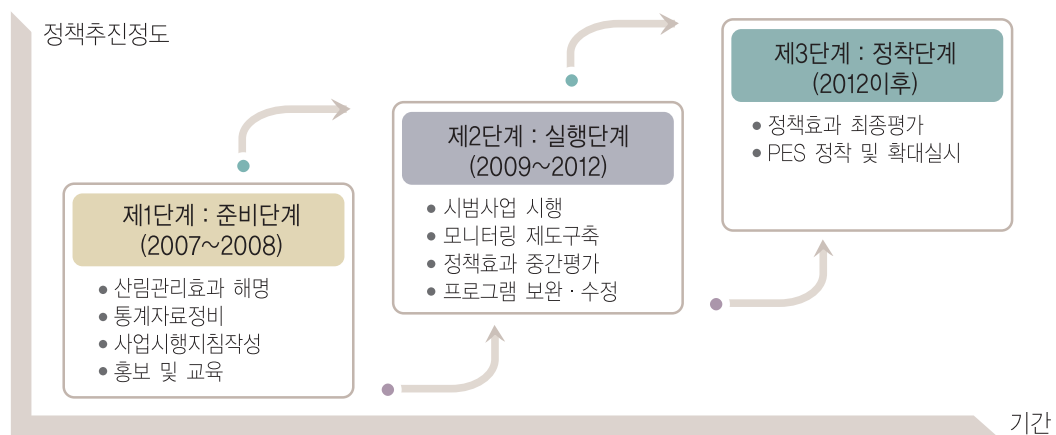 정책추진정도
제1단계 : 준비단계
(2007～2008)
• 산림관리효과 해명
• 통계자료정비
• 사업시행지침작성
• 홍보 및 교육
제2단계 : 실행단계
(2009～2012)
• 시범사업 시행
• 모니터링 제도구축
• 정책효과 중간평가
• 프로그램 보완 · 수정
제3단계 : 정착단계
(2012이후)
• 정책효과 최종평가
• PES 정착 및 확대실시
기간